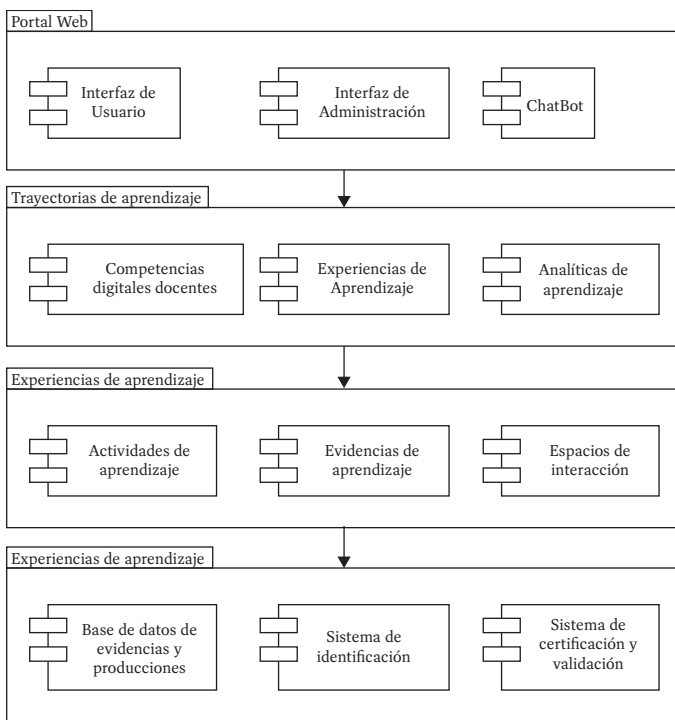 Portal Web
Interfaz de
Usuario
Interfaz de
Administración
ChatBot
Trayectorias de aprendizaje
Competencias
digitales docentes
Experiencias de
Aprendizaje
Analíticas de
aprendizaje
Experiencias de aprendizaje
Actividades de
aprendizaje
Evidencias de
aprendizaje
Espacios de
interacción
Experiencias de aprendizaje
Base de datos de
evidencias y
producciones
Sistema de
identificación
Sistema de
certificación y
validación